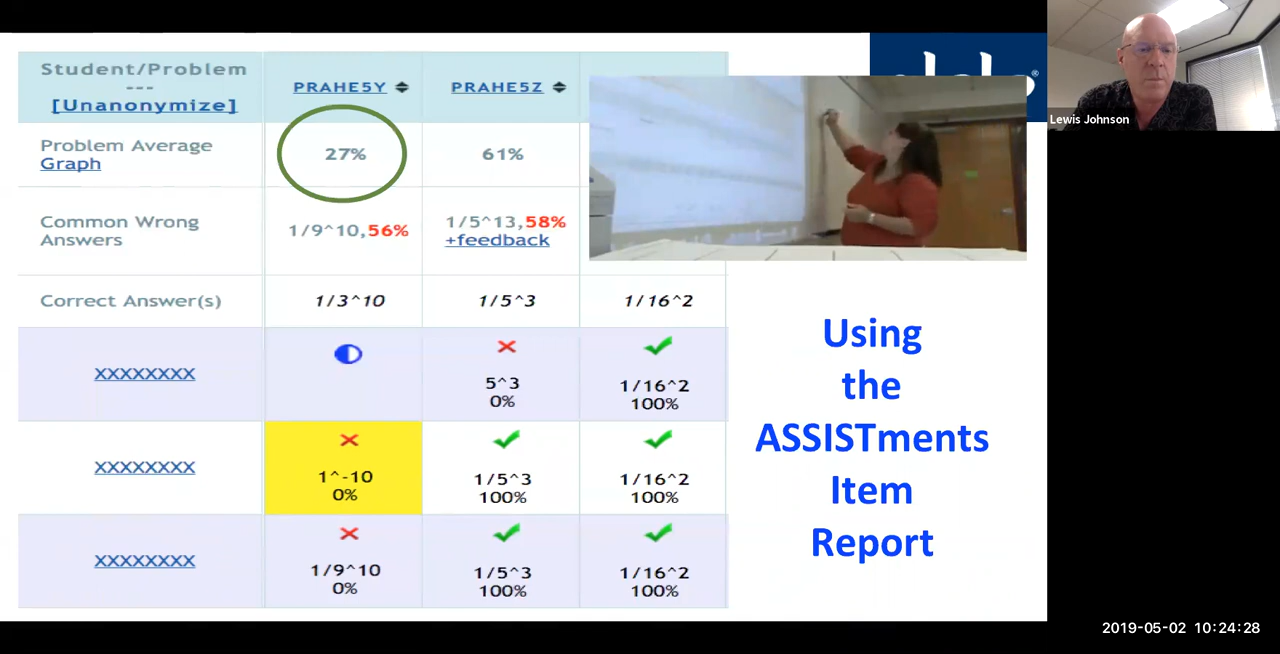 Student/Problem
---
[Unanonymize]
PRAHE5Y
PRAHE5Z
Problem Average
Graph
27%
61%
Common Wrong
Answers
1/9^10,56%
1/5^13,58%
+feedback
Correct Answer(s)
1/3^10
1/5^3
1/16^2
XXXXXXXX
5^3
0%
1/16^2
100%
XXXXXXXX
1^-10
0%
1/5^3
100%
1/16^2
100%
XXXXXXXX
1/9^10
0%
1/5^3
100%
1/16^2
100%
Using
the
ASSISTments
Item
Report
Lewis Johnson
2019-05-02 10:24:28